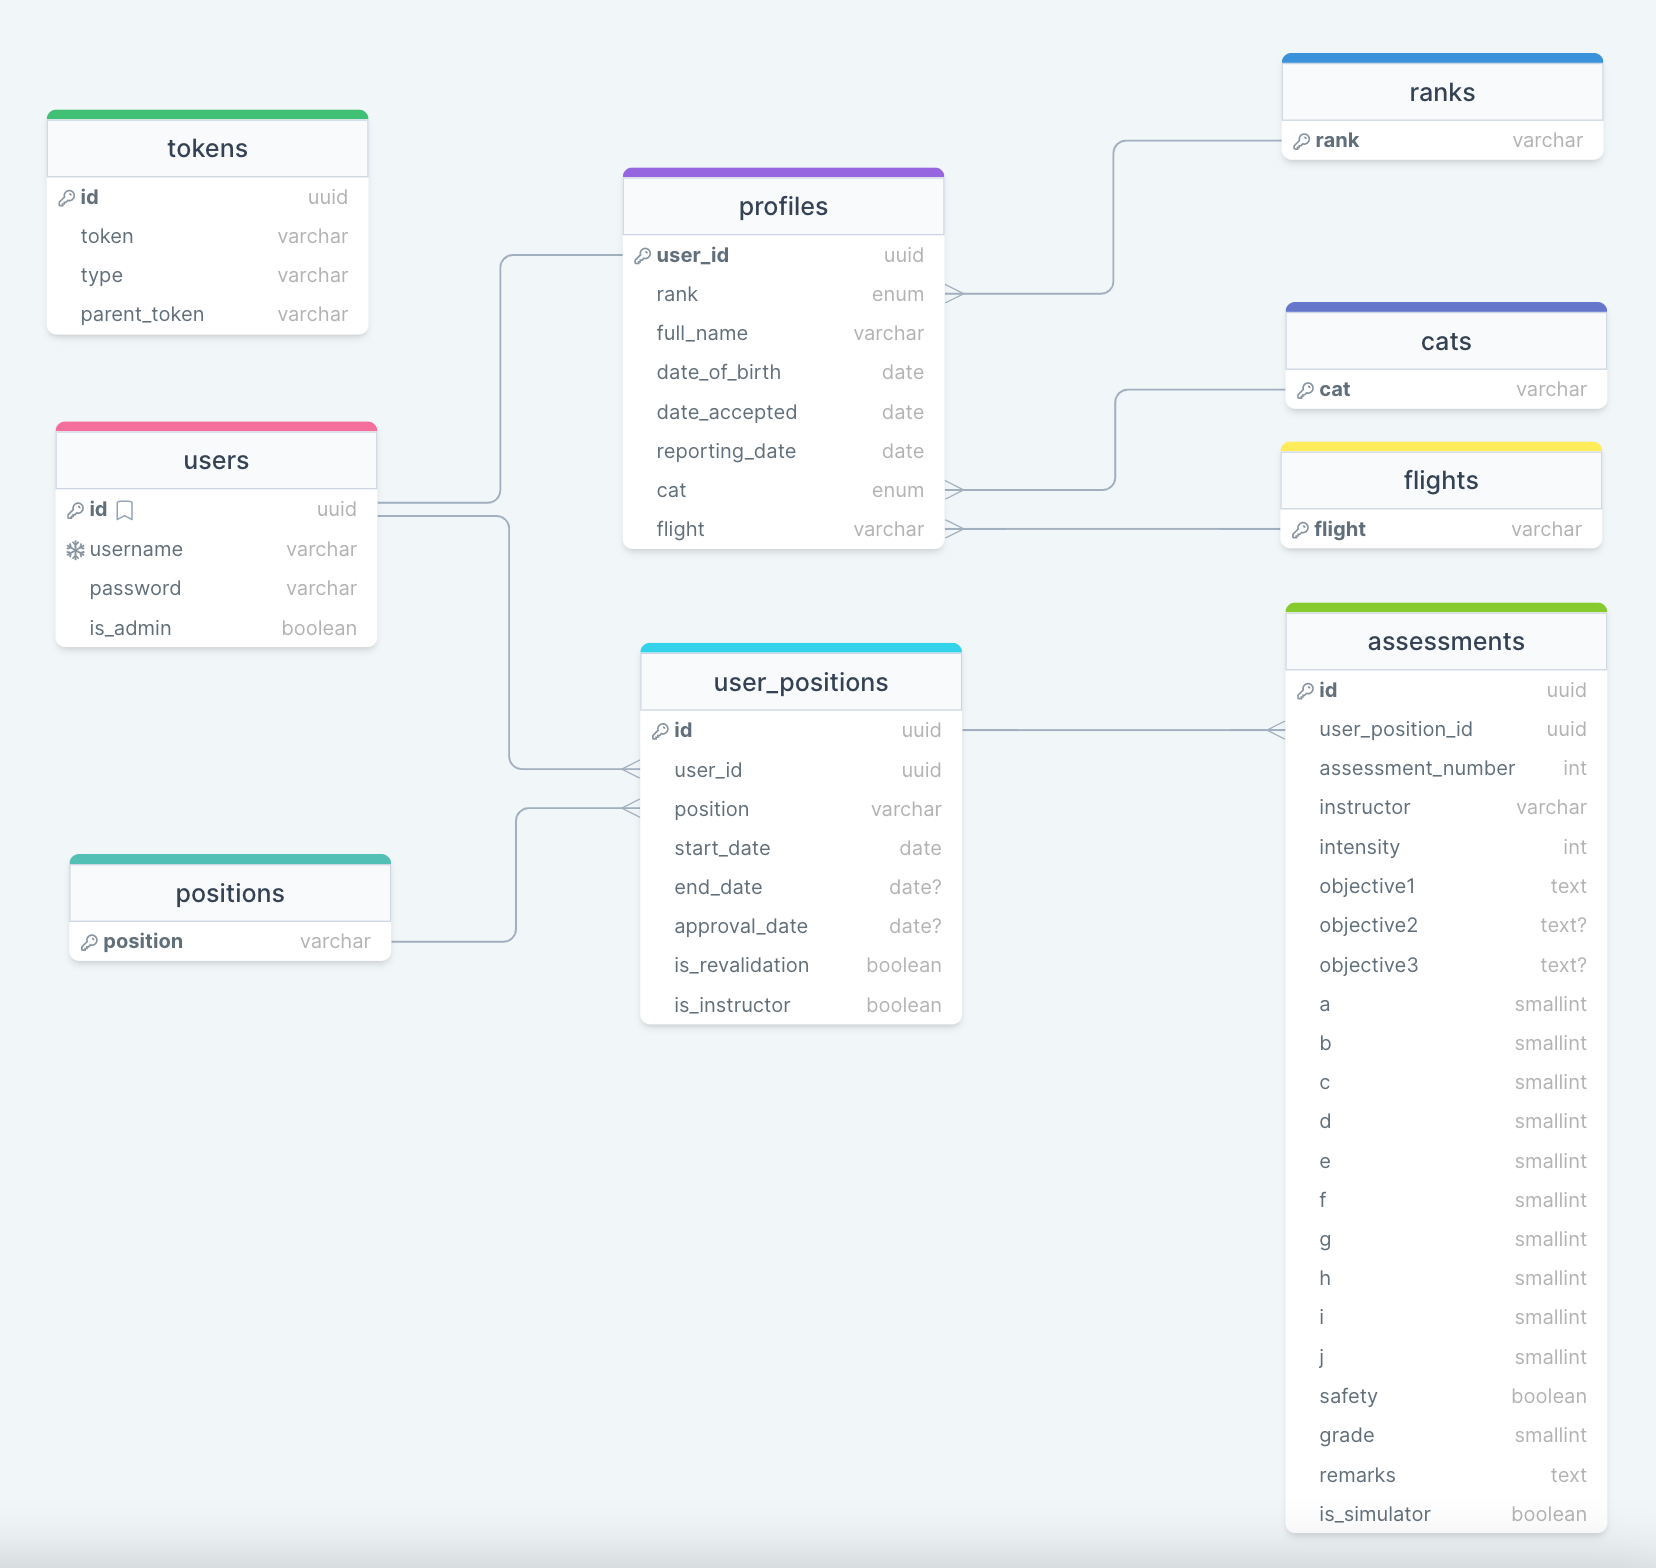 tokens
id uuid
token varchar
type varchar
parent_token varchar
users
id uuid
username varchar
password varchar
is_admin boolean
positions
position varchar
profiles
user_id uuid
rank enum
full_name varchar
date_of_birth date
date_accepted date
reporting_date date
cat enum
flight varchar
user_positions
id uuid
user_id uuid
position varchar
start_date date
end_date date?
approval_date date?
is_revalidation boolean
is_instructor boolean
ranks
rank varchar
cats
cat varchar
flights
flight varchar
assessments
id uuid
user_position_id uuid
assessment_number int
instructor varchar
intensity int
objective1 text
objective2 text?
objective3 text?
a smallint
b smallint
c smallint
d smallint
e smallint
f smallint
g smallint
h smallint
i smallint
j smallint
safety boolean
grade smallint
remarks text
is_simulator boolean